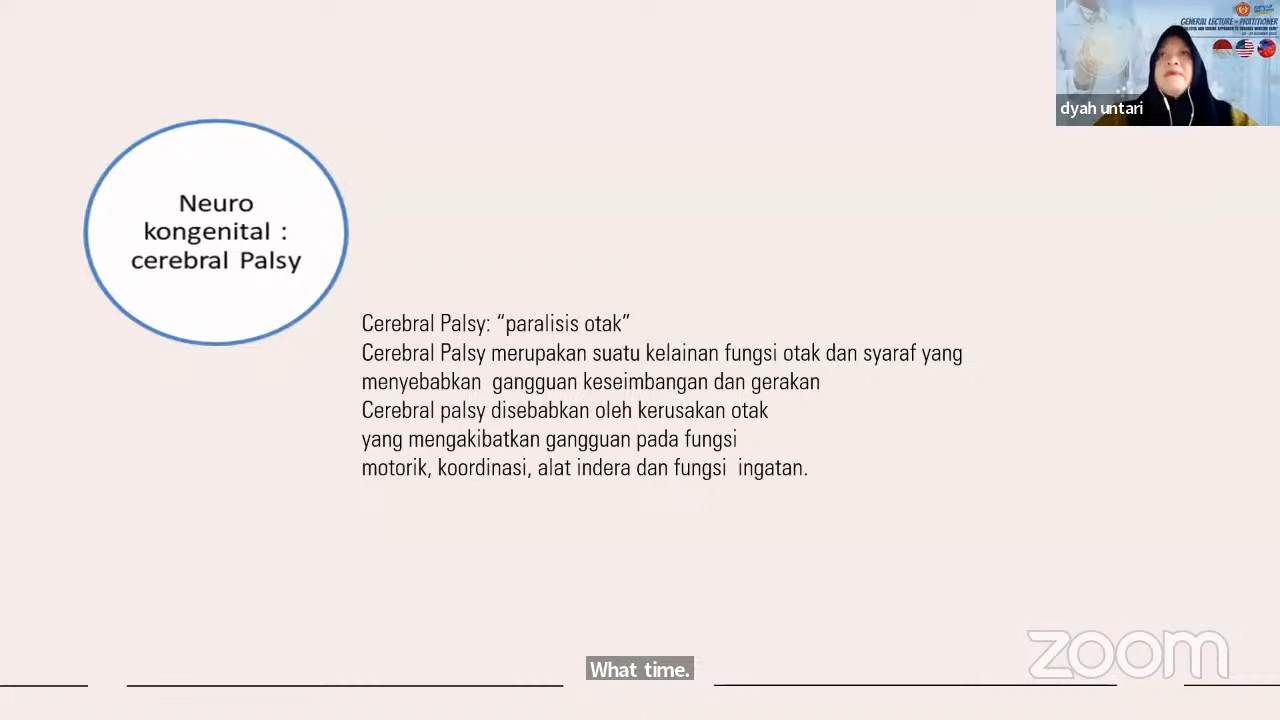 GENERAL LECTURE - PRATITIONER
dyah untari
Neuro
kongenital :
cerebral Palsy
Cerebral Palsy: “paralisis otak”
Cerebral Palsy merupakan suatu kelainan fungsi otak dan syaraf yang
menyebabkan gangguan keseimbangan dan gerakan
Cerebral palsy disebabkan oleh kerusakan otak
yang mengakibatkan gangguan pada fungsi
motorik, koordinasi, alat indera dan fungsi ingatan.
zoom
What time.